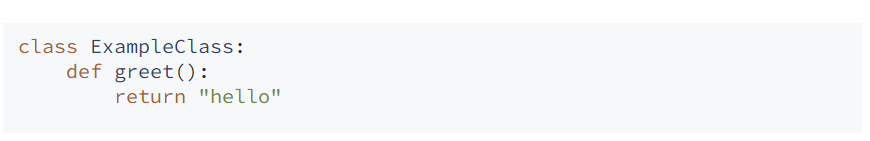 class ExampleClass:
    def greet():
        return "hello"